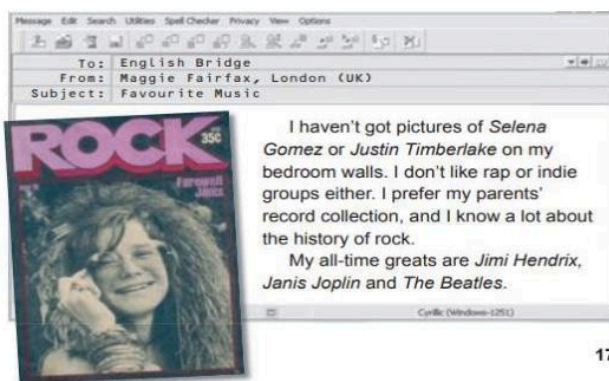 Message Edit Search Utilities Spell Checker Privacy View Options
To: English Bridge
From: Maggie Fairfax, London (UK)
Subject: Favourite Music
ROCK
35¢
Farewell
Janis
I haven't got pictures of Selena
Gomez or Justin Timberlake on my
bedroom walls. I don't like rap or indie
groups either. I prefer my parents'
record collection, and I know a lot about
the history of rock.
My all-time greats are Jimi Hendrix,
Janis Joplin and The Beatles.
Cyrillic (Windows-1251)
17